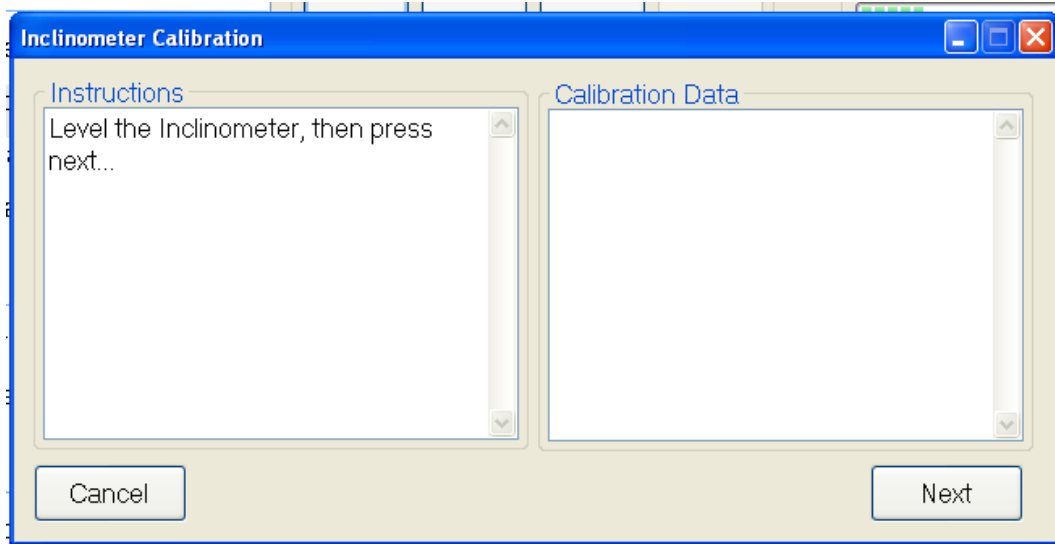 Inclinometer Calibration
Instructions
Level the Inclinometer, then press
next...
Calibration Data
Cancel
Next